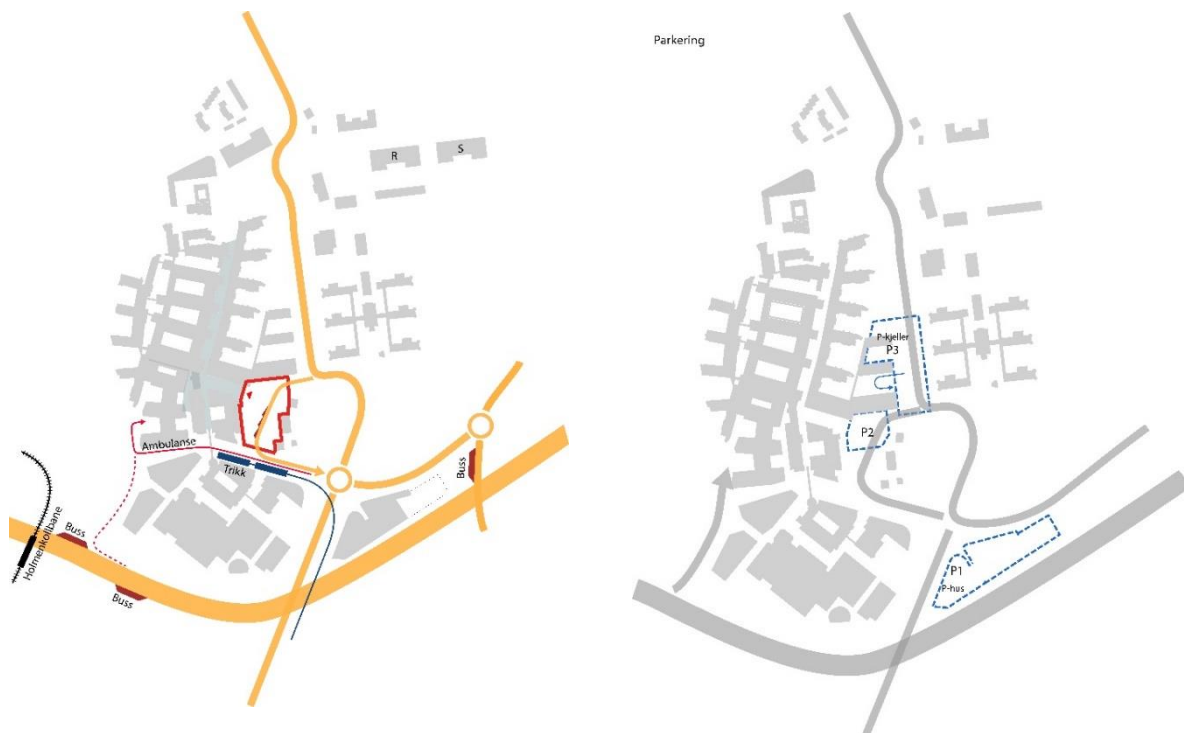 R
S
Ambulanse
Trikk
Buss
Holmenkollbane
Buss
Buss
Parkering
P-kjeller
P3
P2
P1
P-hus